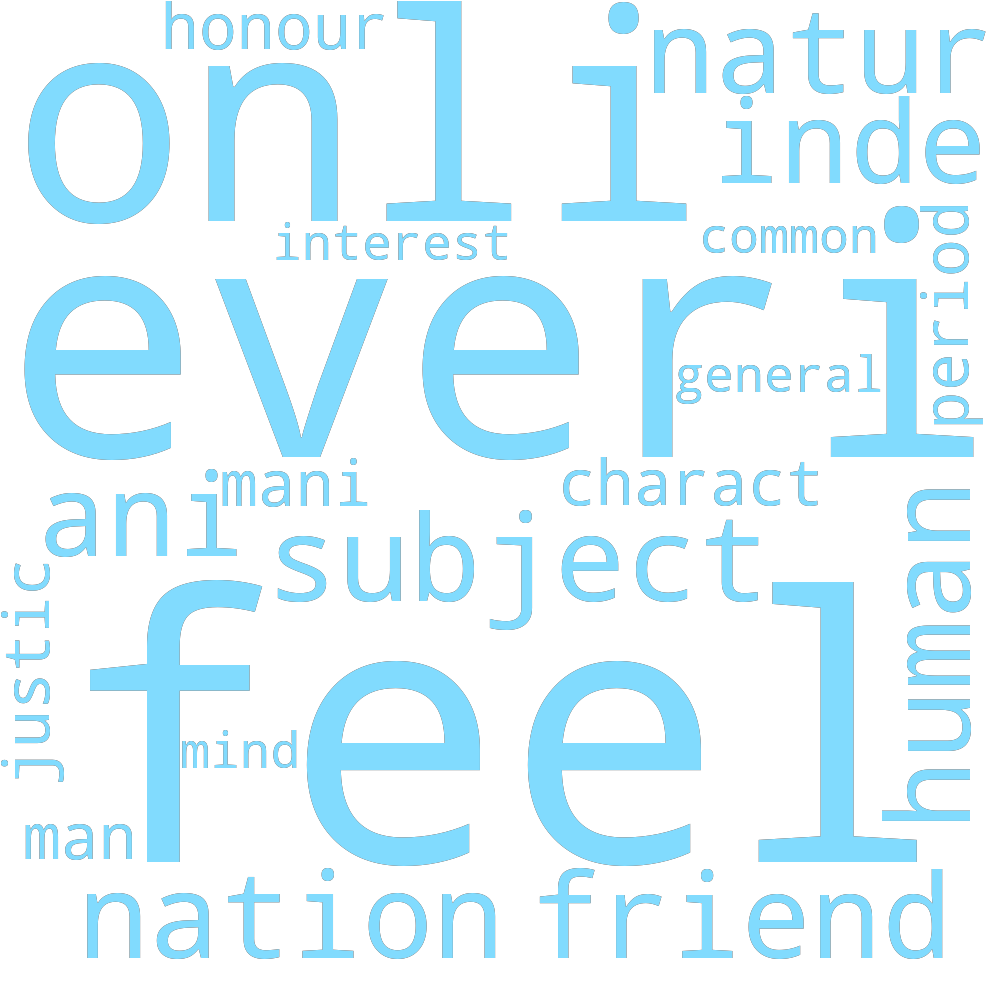 honour
onli
natur
inde
interest
common
period
everi
general
mani
charact
ani
subject
human
justic
feel
mind
man
nation
friend